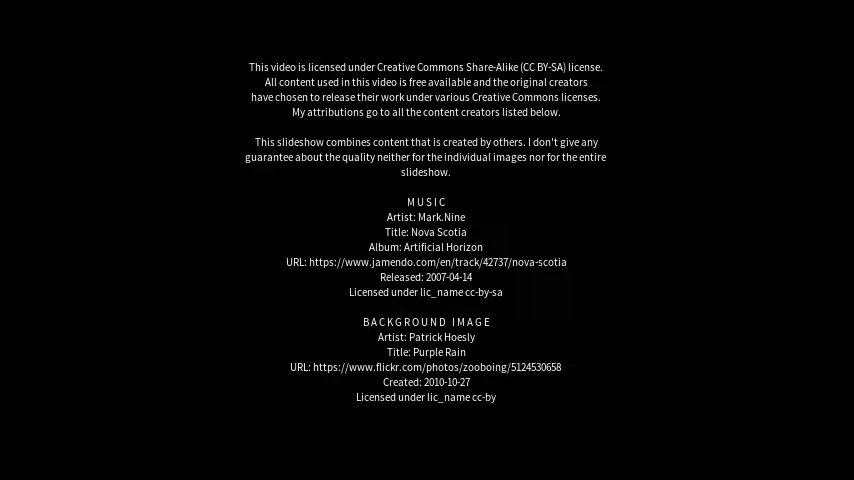 This video is licensed under Creative Commons Share-Alike (CC BY-SA) license.
All content used in this video is free available and the original creators
have chosen to release their work under various Creative Commons licenses.
My attributions go to all the content creators listed below.
This slideshow combines content that is created by others. I don't give any
guarantee about the quality neither for the individual images nor for the entire
slideshow.
M U S I C
Artist: Mark.Nine
Title: Nova Scotia
Album: Artificial Horizon
URL: https://www.jamendo.com/en/track/42737/nova-scotia
Released: 2007-04-14
Licensed under lic_name cc-by-sa
B A C K G R O U N D   I M A G E
Artist: Patrick Hoesly
Title: Purple Rain
URL: https://www.flickr.com/photos/zooboing/5124530658
Created: 2010-10-27
Licensed under lic_name cc-by